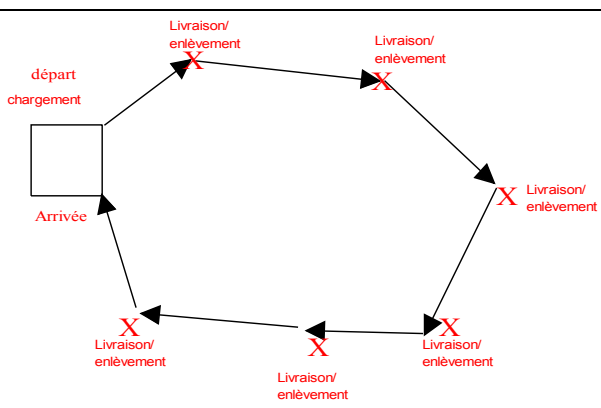 Livraison/
enlèvement
X
Livraison/
enlèvement
X
départ
chargement
Arrivée
X
Livraison/
enlèvement
X
Livraison/
enlèvement
X
Livraison/
enlèvement
X
Livraison/
enlèvement